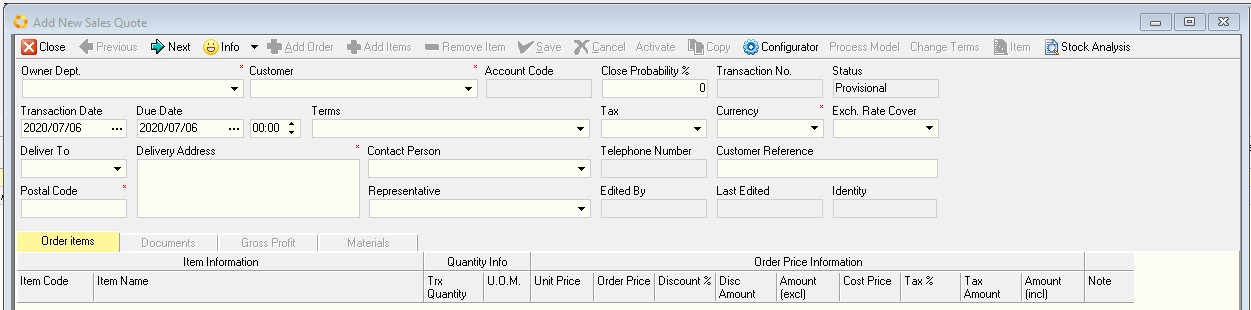 Add New Sales Quote
Close Previous Next Info Add Order Add Items Remove Item Save Cancel Activate Copy Configurator Process Model Change Terms Item Stock Analysis
Owner Dept. * Customer * Account Code Close Probability % Transaction No. Status
0 Provisional
Transaction Date Due Date Terms Tax Currency * Exch. Rate Cover
2020/07/06 ... 2020/07/06 ... 00:00
Deliver To Delivery Address * Contact Person Telephone Number Customer Reference
Postal Code * Representative Edited By Last Edited Identity
Order items Documents Gross Profit Materials
Item Information Quantity Info Order Price Information
Item Code Item Name Trx Quantity U.O.M. Unit Price Order Price Discount % Disc Amount Amount (excl) Cost Price Tax % Tax Amount Amount (incl) Note